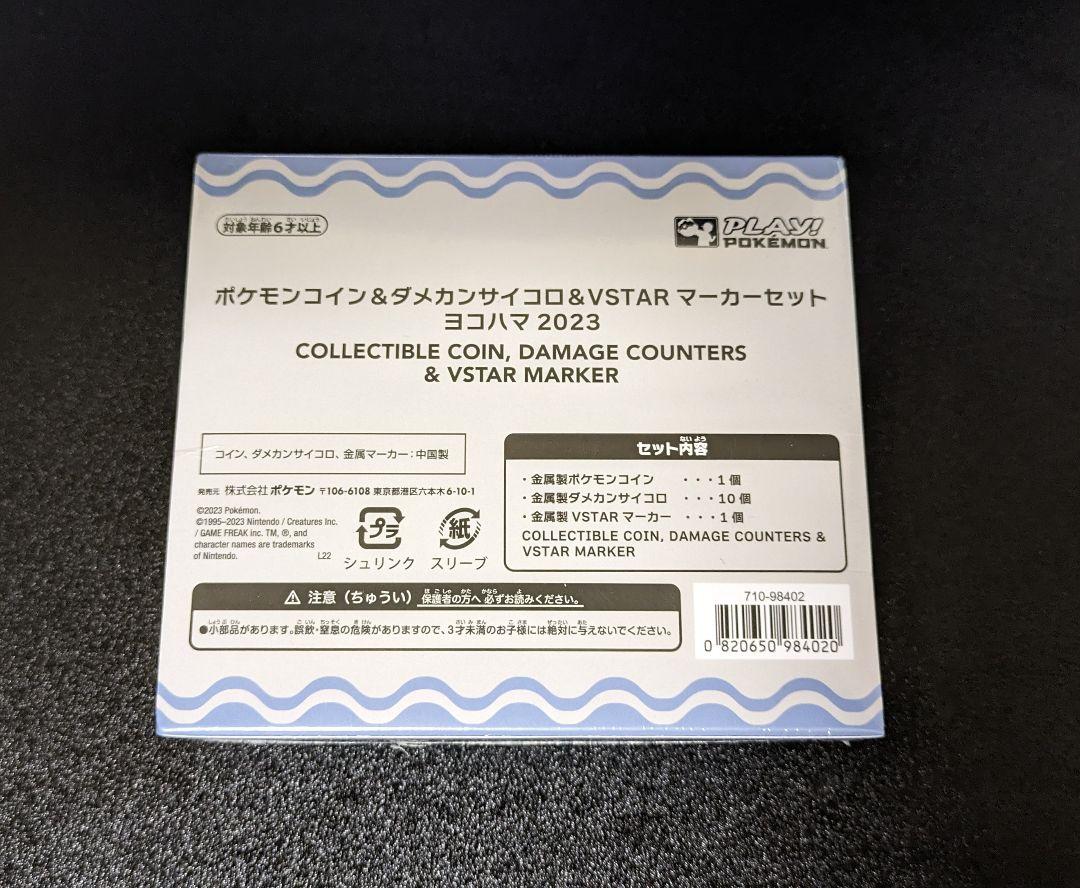 対象年齢6才以上
PLAY!
POKÉMON
ポケモンコイン&ダメカンサイコロ&VSTAR マーカーセット
ヨコハマ 2023
COLLECTIBLE COIN, DAMAGE COUNTERS
& VSTAR MARKER
コイン、ダメカンサイコロ、金属マーカー:中国製
発売元 株式会社 ポケモン 〒106-6108 東京都港区六本木6-10-1
©2023 Pokémon.
©1995–2023 Nintendo / Creatures Inc.
/ GAME FREAK inc. TM, ®, and
character names are trademarks
of Nintendo.
L22
プラ
シュリンク
紙
スリーブ
セット内容
・金属製ポケモンコイン ・・・1個
・金属製ダメカンサイコロ ・・・10個
・金属製 VSTAR マーカー ・・・1個
COLLECTIBLE COIN, DAMAGE COUNTERS &
VSTAR MARKER
⚠ 注意(ちゅうい) 保護者の方へ 必ずお読みください。
●小部品があります。誤飲・窒息の危険がありますので、3才未満のお子様には絶対に与えないでください。
710-98402
0 820650 984020